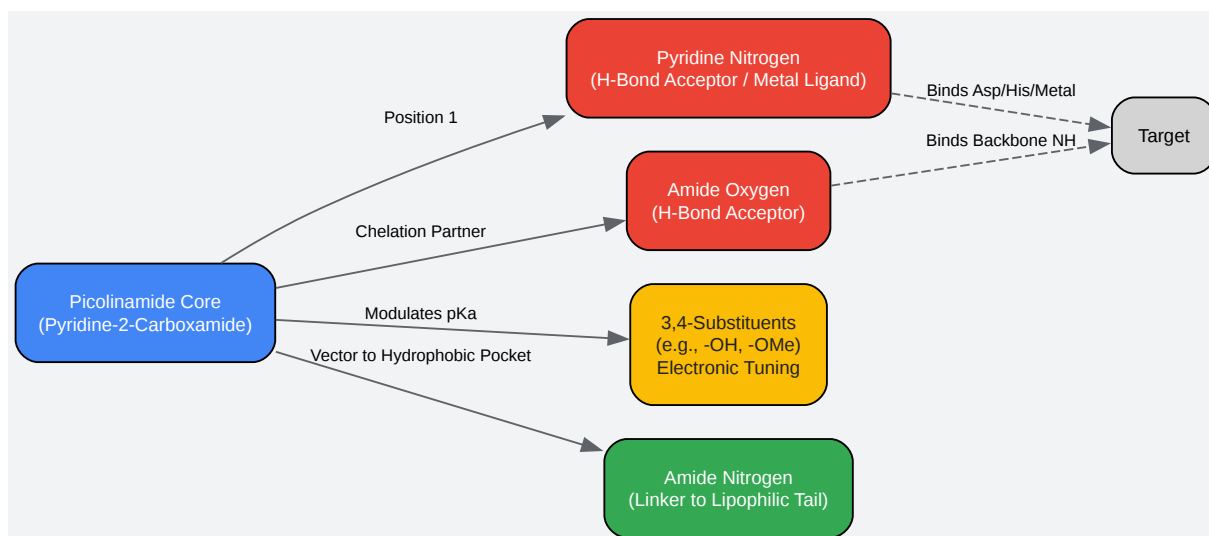 Pyridine Nitrogen
(H-Bond Acceptor / Metal Ligand)
Position 1
Binds Asp/His/Metal
Target
Binds Backbone NH
Amide Oxygen
(H-Bond Acceptor)
Chelation Partner
Picolinamide Core
(Pyridine-2-Carboxamide)
Modulates pKa
3,4-Substituents
(e.g., -OH, -OMe)
Electronic Tuning
Vector to Hydrophobic Pocket
Amide Nitrogen
(Linker to Lipophilic Tail)